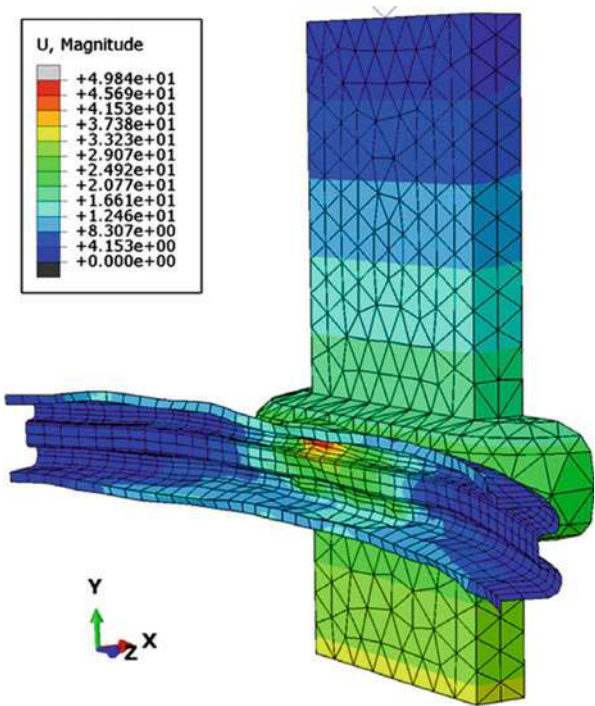 U, Magnitude
+4.984e+01
+4.569e+01
+4.153e+01
+3.738e+01
+3.323e+01
+2.907e+01
+2.492e+01
+2.077e+01
+1.661e+01
+1.246e+01
+8.307e+00
+4.153e+00
+0.000e+00
Y
X
Z